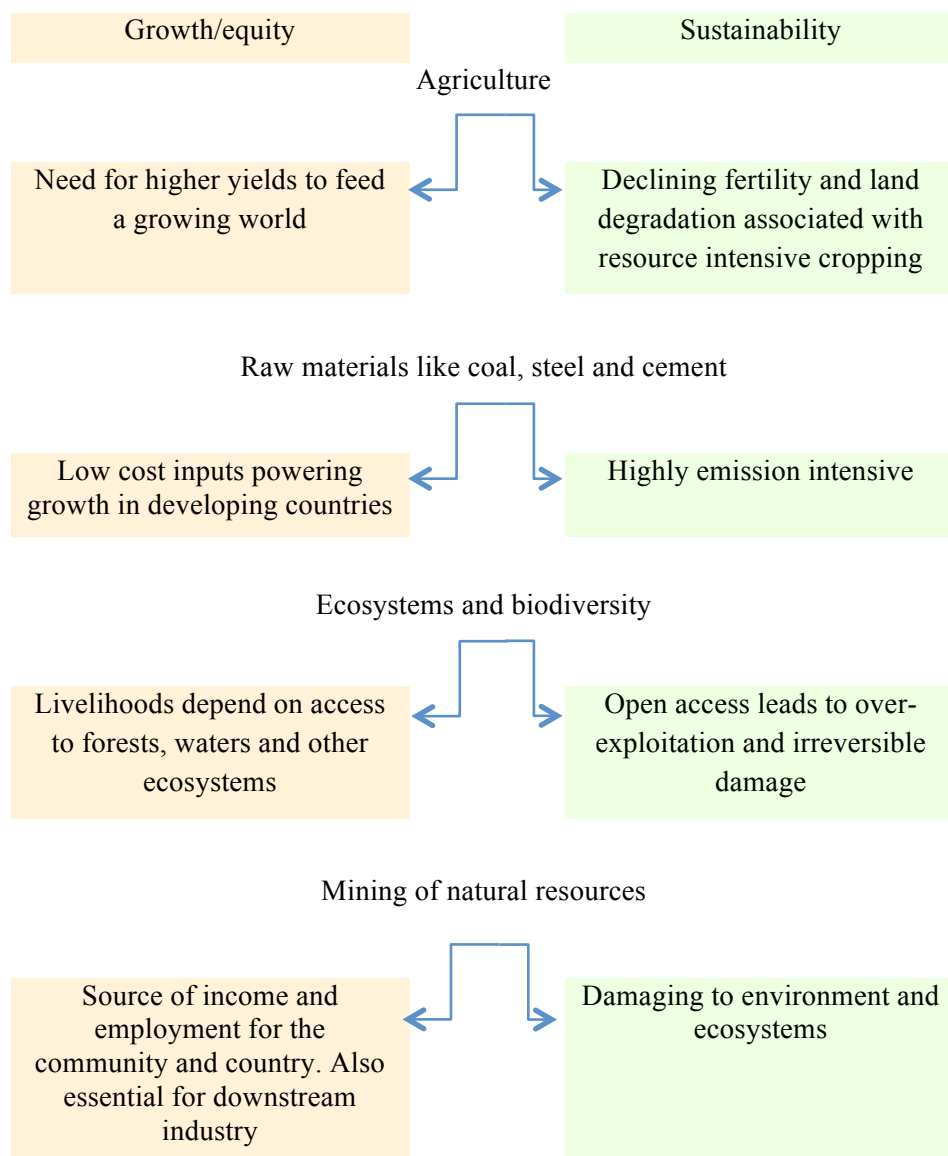 Growth/equity
Sustainability
Agriculture
Need for higher yields to feed
a growing world
Declining fertility and land
degradation associated with
resource intensive cropping
Raw materials like coal, steel and cement
Low cost inputs powering
growth in developing countries
Highly emission intensive
Ecosystems and biodiversity
Livelihoods depend on access
to forests, waters and other
ecosystems
Open access leads to over-
exploitation and irreversible
damage
Mining of natural resources
Source of income and
employment for the
community and country. Also
essential for downstream
industry
Damaging to environment and
ecosystems